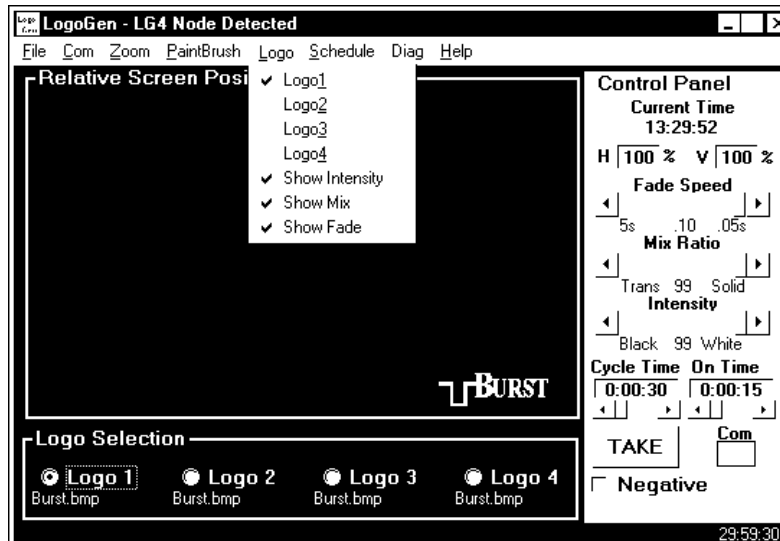 Logo Gen
LogoGen - LG4 Node Detected
File Com Zoom PaintBrush Logo Schedule Diag Help
Relative Screen Posi
Logo1
Logo2
Logo3
Logo4
Show Intensity
Show Mix
Show Fade
BURST
Control Panel
Current Time
13:29:52
H 100 % V 100 %
Fade Speed
5s .10 .05s
Mix Ratio
Trans 99 Solid
Intensity
Black 99 White
Cycle Time On Time
0:00:30 0:00:15
TAKE Com
Negative
Logo Selection
Logo 1 Logo 2 Logo 3 Logo 4
Burst.bmp Burst.bmp Burst.bmp Burst.bmp
29:59:30